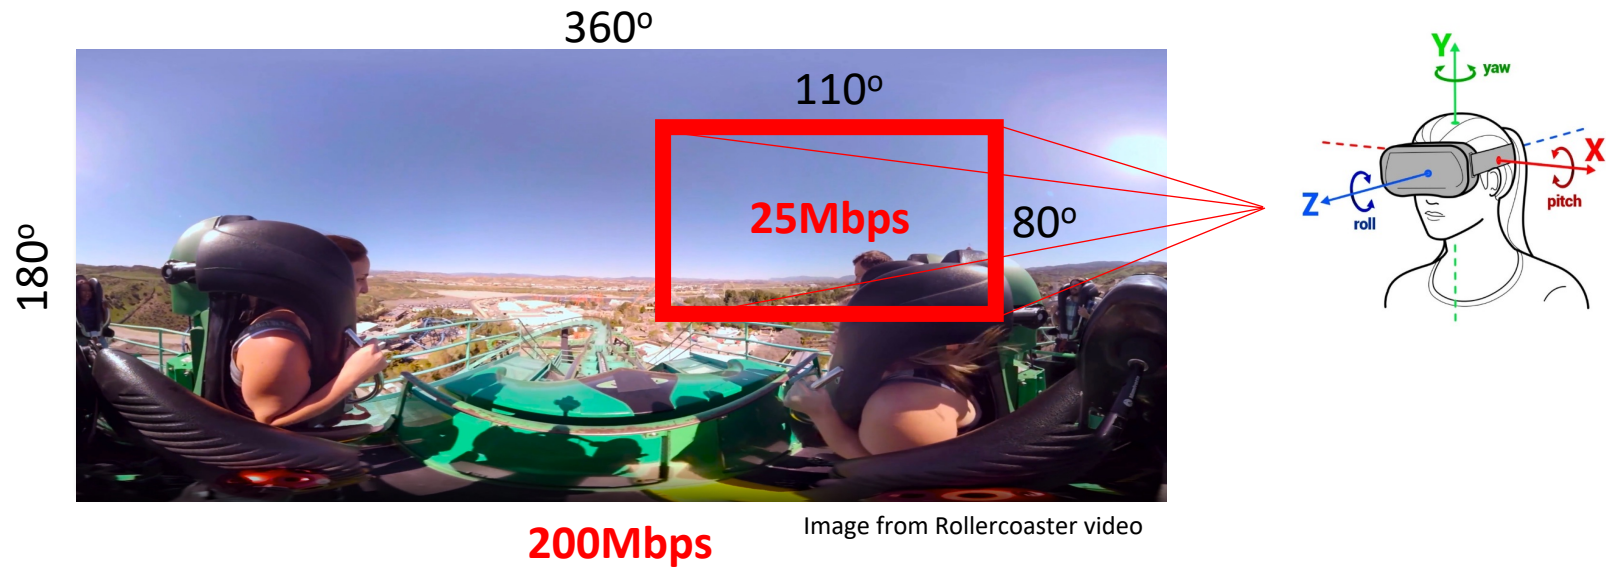 360º
110º
25Mbps
80º
180º
200Mbps
Image from Rollercoaster video
Y
yaw
X
pitch
Z
roll